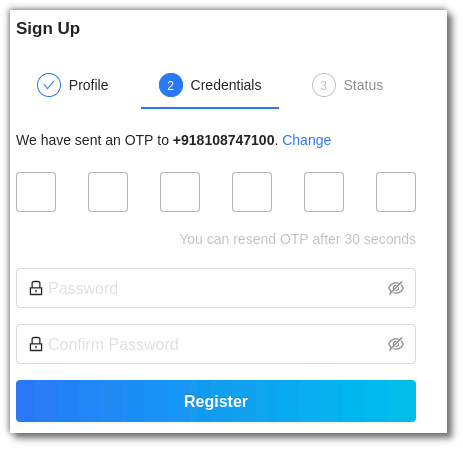 Sign Up
Profile 2 Credentials 3 Status
We have sent an OTP to +918108747100. Change
You can resend OTP after 30 seconds
Password
Confirm Password
Register